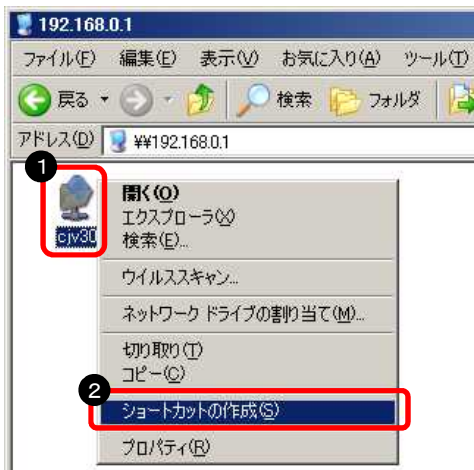 192.168.0.1
ファイル(F) 編集(E) 表示(V) お気に入り(A) ツール(T)
戻る 検索 フォルダ
アドレス(D) ¥¥192.168.0.1
1
cjv30
開く(O)
エクスプローラ(X)
検索(E)...
ウイルススキャン...
ネットワーク ドライブの割り当て(M)...
切り取り(T)
コピー(C)
2
ショートカットの作成(S)
プロパティ(R)